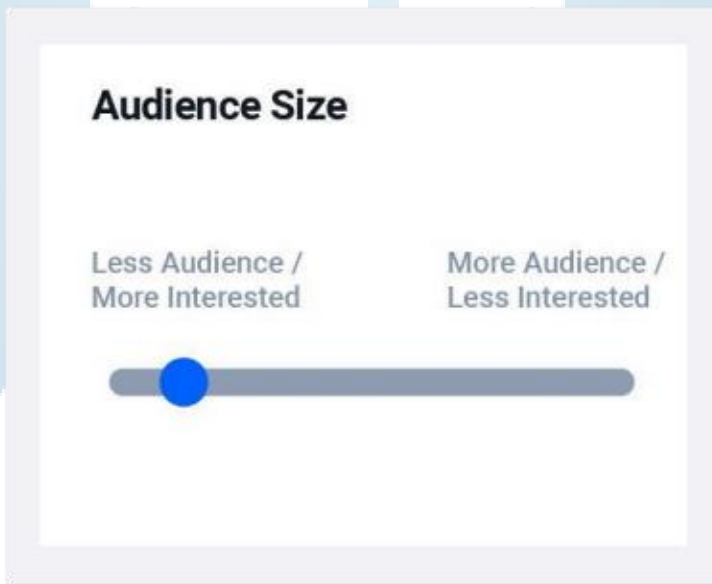 Audience Size
Less Audience /
More Interested
More Audience /
Less Interested